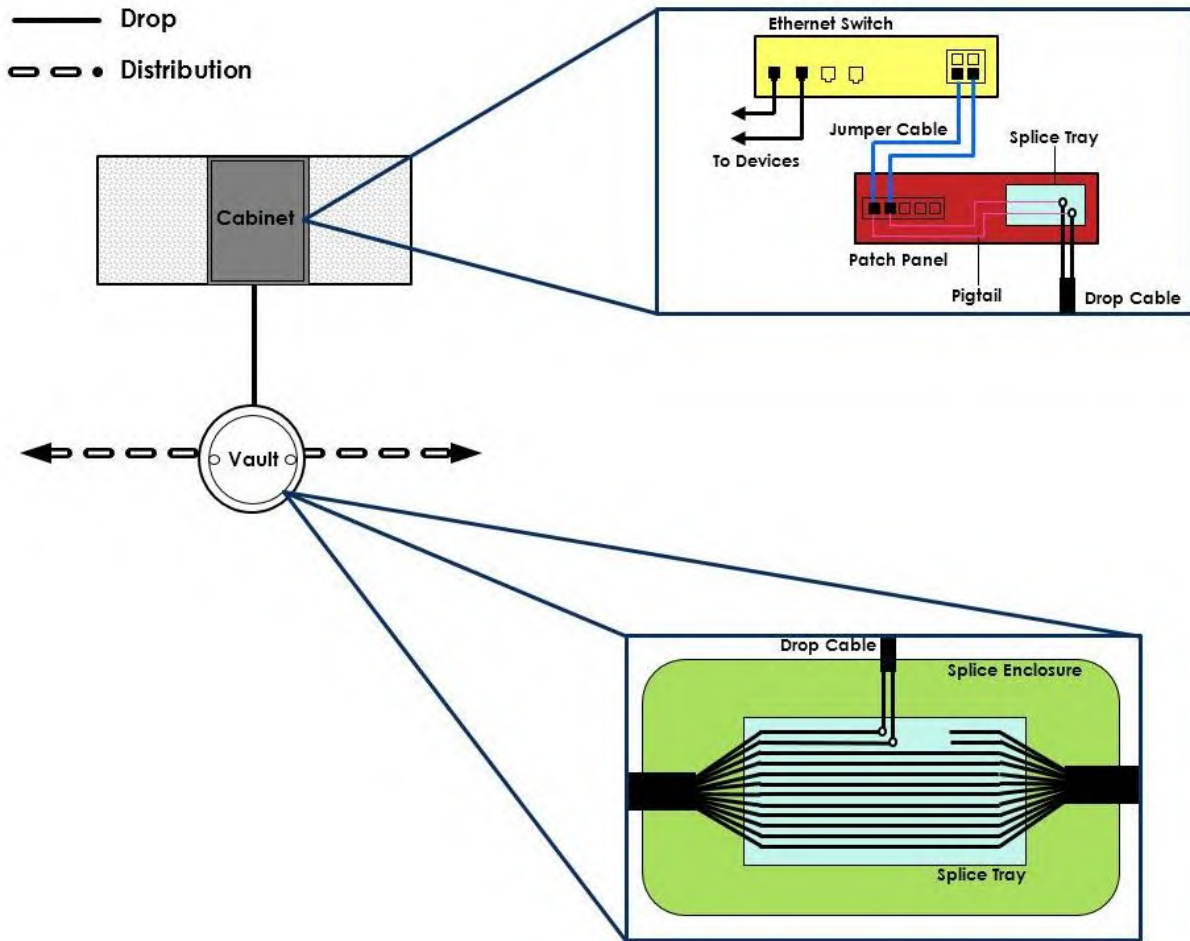 Drop
Distribution
Cabinet
Vault
Ethernet Switch
Jumper Cable
To Devices
Splice Tray
Patch Panel
Pigtail
Drop Cable
Drop Cable
Splice Enclosure
Splice Tray